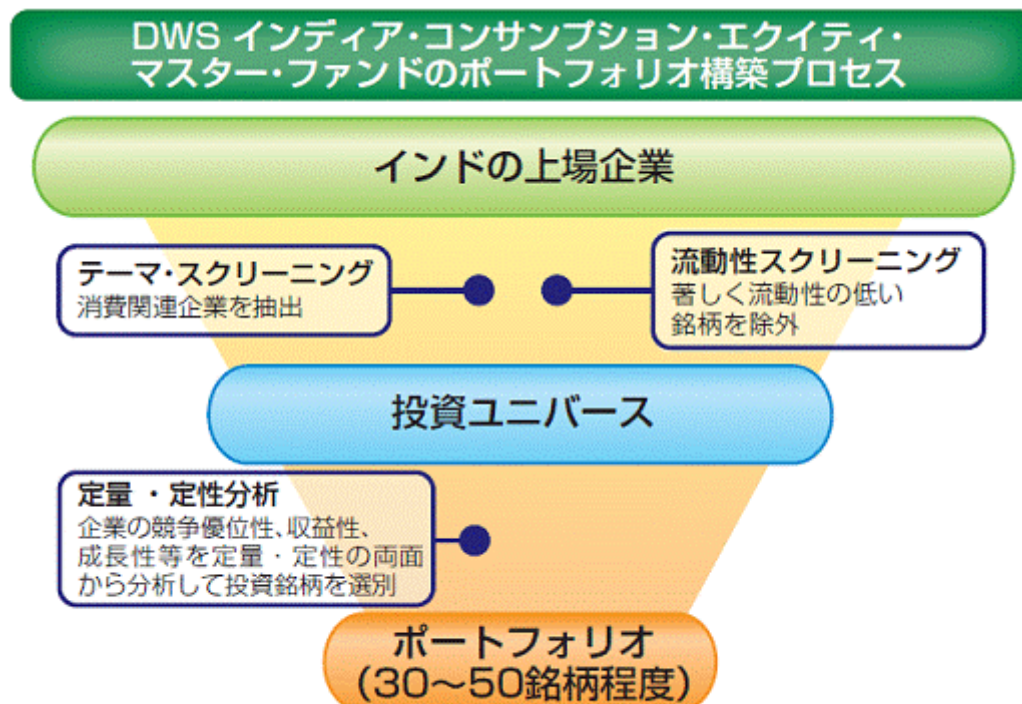 DWS インディア・コンサンプション・エクイティ・
マスター・ファンドのポートフォリオ構築プロセス
インドの上場企業
テーマ・スクリーニング
消費関連企業を抽出
流動性スクリーニング
著しく流動性の低い
銘柄を除外
投資ユニバース
定量 ・定性分析
企業の競争優位性、収益性、
成長性等を定量・定性の両面
から分析して投資銘柄を選別
ポートフォリオ
(30〜50銘柄程度)